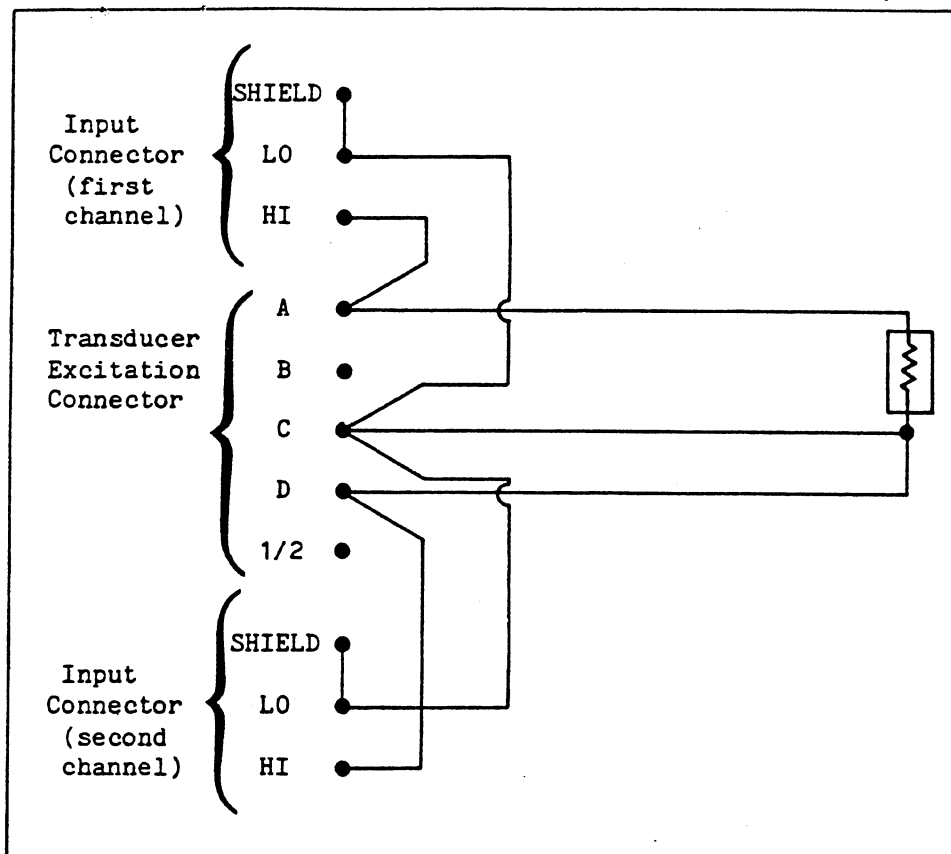 SHIELD
Input
Connector
(first
channel)
LO
HI
Transducer
Excitation
Connector
A
B
C
D
1/2
SHIELD
Input
Connector
(second
channel)
LO
HI